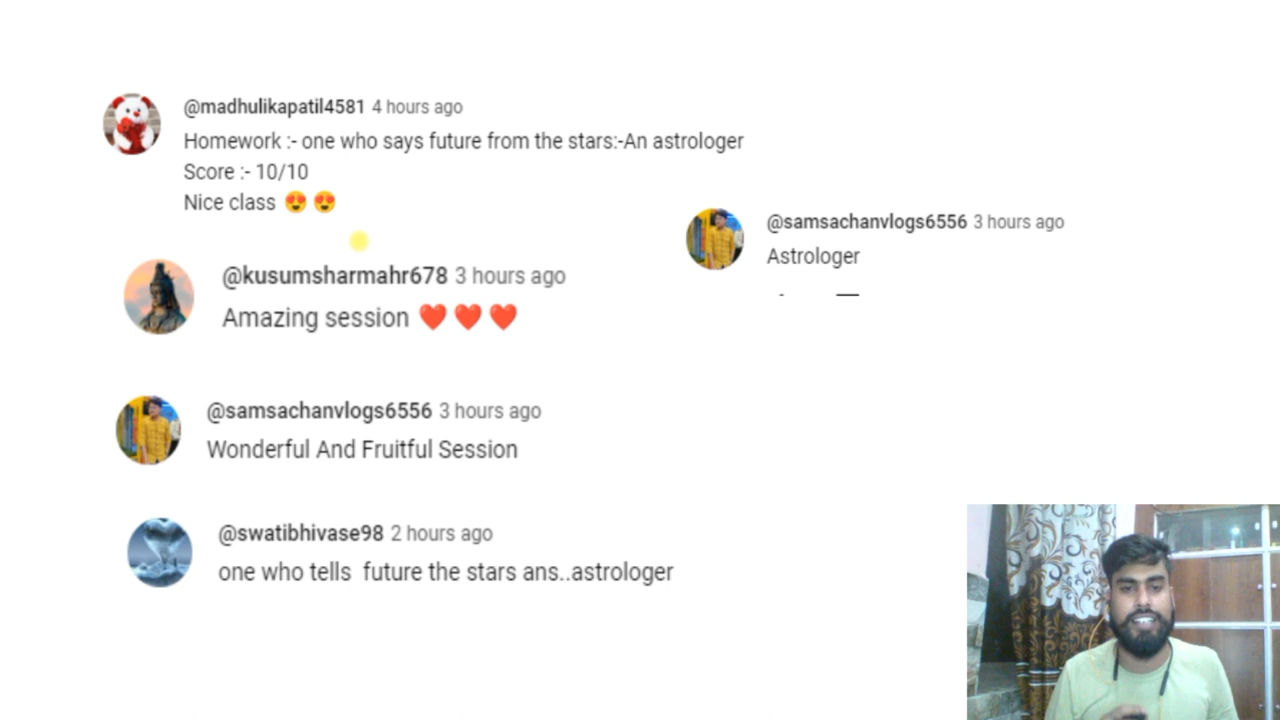 @madhulikapatil4581 4 hours ago
Homework :- one who says future from the stars:-An astrologer
Score :- 10/10
Nice class 😍 😍
@samsachanvlogs6556 3 hours ago
Astrologer
@kusumsharmahr678 3 hours ago
Amazing session ❤️ ❤️ ❤️
@samsachanvlogs6556 3 hours ago
Wonderful And Fruitful Session
@swatibhivase98 2 hours ago
one who tells future the stars ans..astrologer